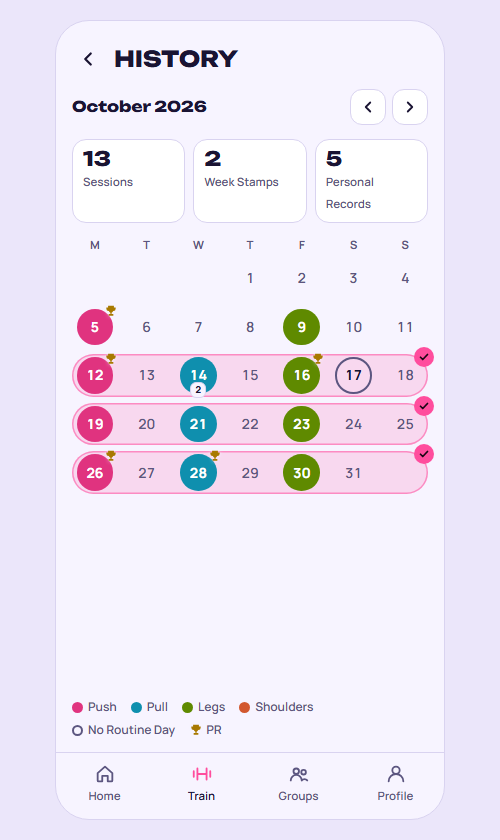 HISTORY
October 2026
13
Sessions
2
Week Stamps
5
Personal
Records
M T W T F S S
1 2 3 4
5 6 7 8 9 10 11
12 13 14 15 16 17 18
2
19 20 21 22 23 24 25
26 27 28 29 30 31
Push Pull Legs Shoulders
No Routine Day PR
Home Train Groups Profile